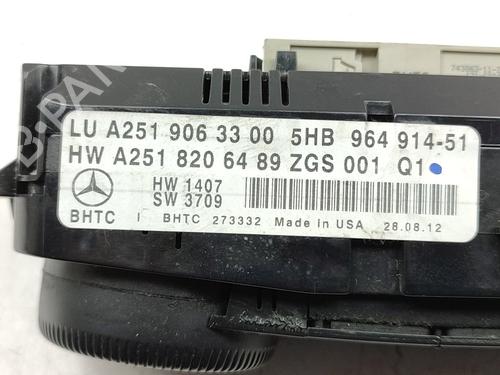 LU A251 906 33 00 5HB 964 914-51
HW A251 820 64 89 ZGS 001 Q1
HW 1407
SW 3709
BHTC I BHTC 273332 Made in USA 28.08.12